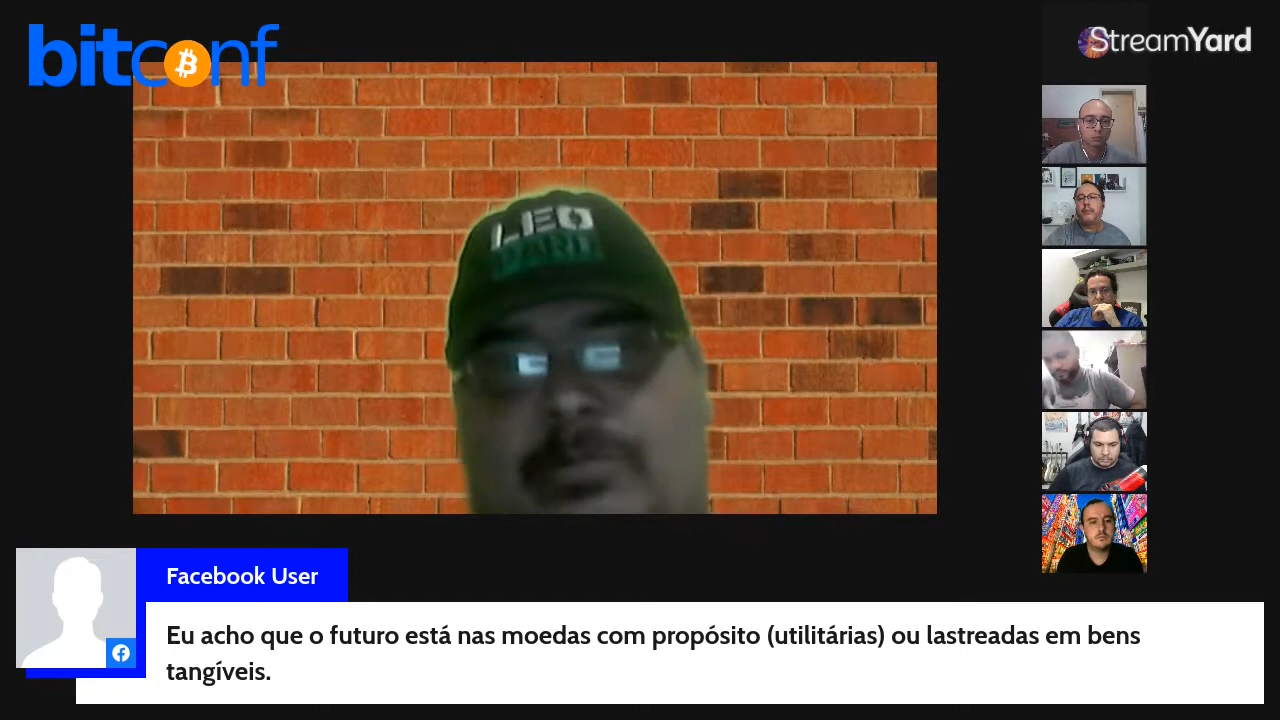 bitconf
StreamYard
LEO
Facebook User
Eu acho que o futuro está nas moedas com propósito (utilitárias) ou lastreadas em bens
tangíveis.